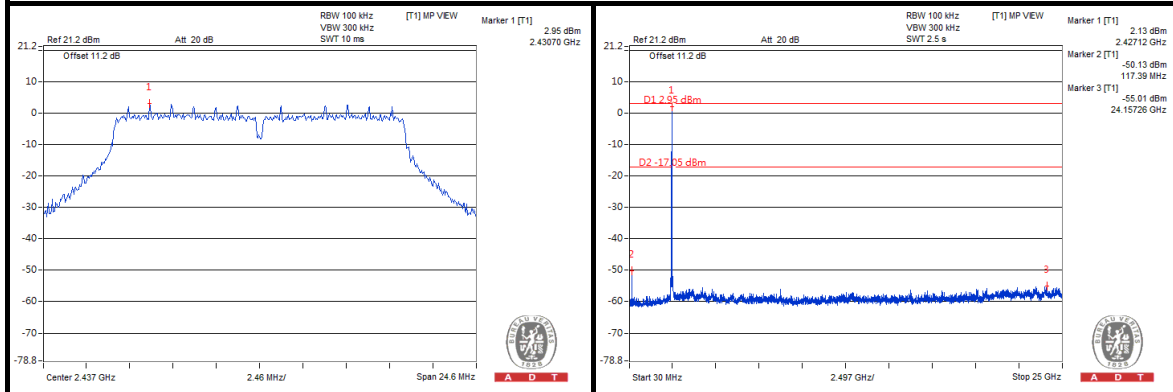 RBW 100 kHz [T1] MP VIEW
VBW 300 kHz
Ref 21.2 dBm Att 20 dB SWT 10 ms
Marker 1 [T1]
2.95 dBm
2.43070 GHz
21.2
Offset 11.2 dB
10
1
0
-10
-20
-30
-40
-50
-60
-70
-78.8
Center 2.437 GHz 2.46 MHz/ Span 24.6 MHz
BUREAU VERITAS
1828
A D T
RBW 100 kHz [T1] MP VIEW
VBW 300 kHz
Ref 21.2 dBm Att 20 dB SWT 2.5 s
Marker 1 [T1]
2.13 dBm
2.42712 GHz
Marker 2 [T1]
-50.13 dBm
117.39 MHz
Marker 3 [T1]
-55.01 dBm
24.15726 GHz
21.2
Offset 11.2 dB
10
1
D1 2.95 dBm
0
-10
D2 -17.05 dBm
-20
-30
-40
2
3
-50
-60
-70
-78.8
Start 30 MHz 2.497 GHz/ Stop 25 GHz
BUREAU VERITAS
1828
A D T